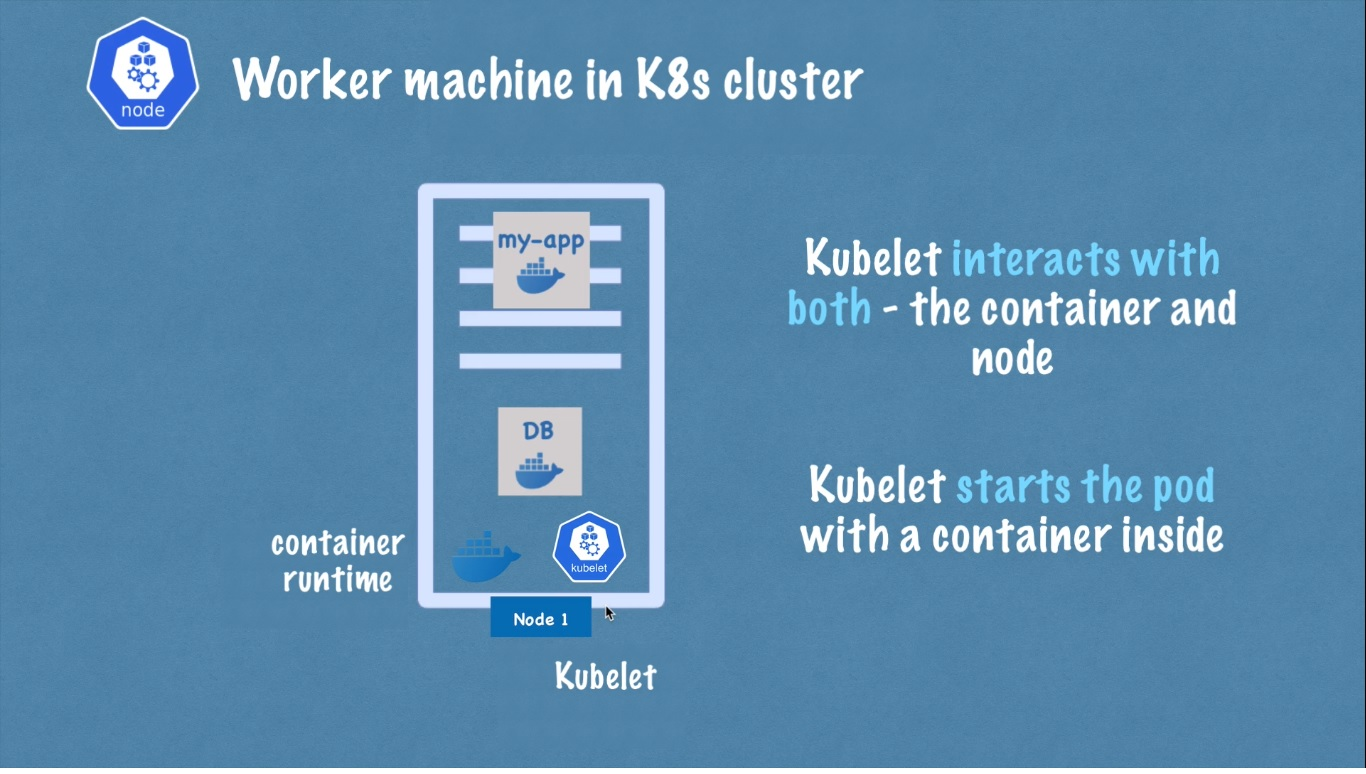 node
Worker machine in K8s cluster
my-app
DB
kubelet
container
runtime
Node 1
Kubelet
Kubelet interacts with
both - the container and
node
Kubelet starts the pod
with a container inside